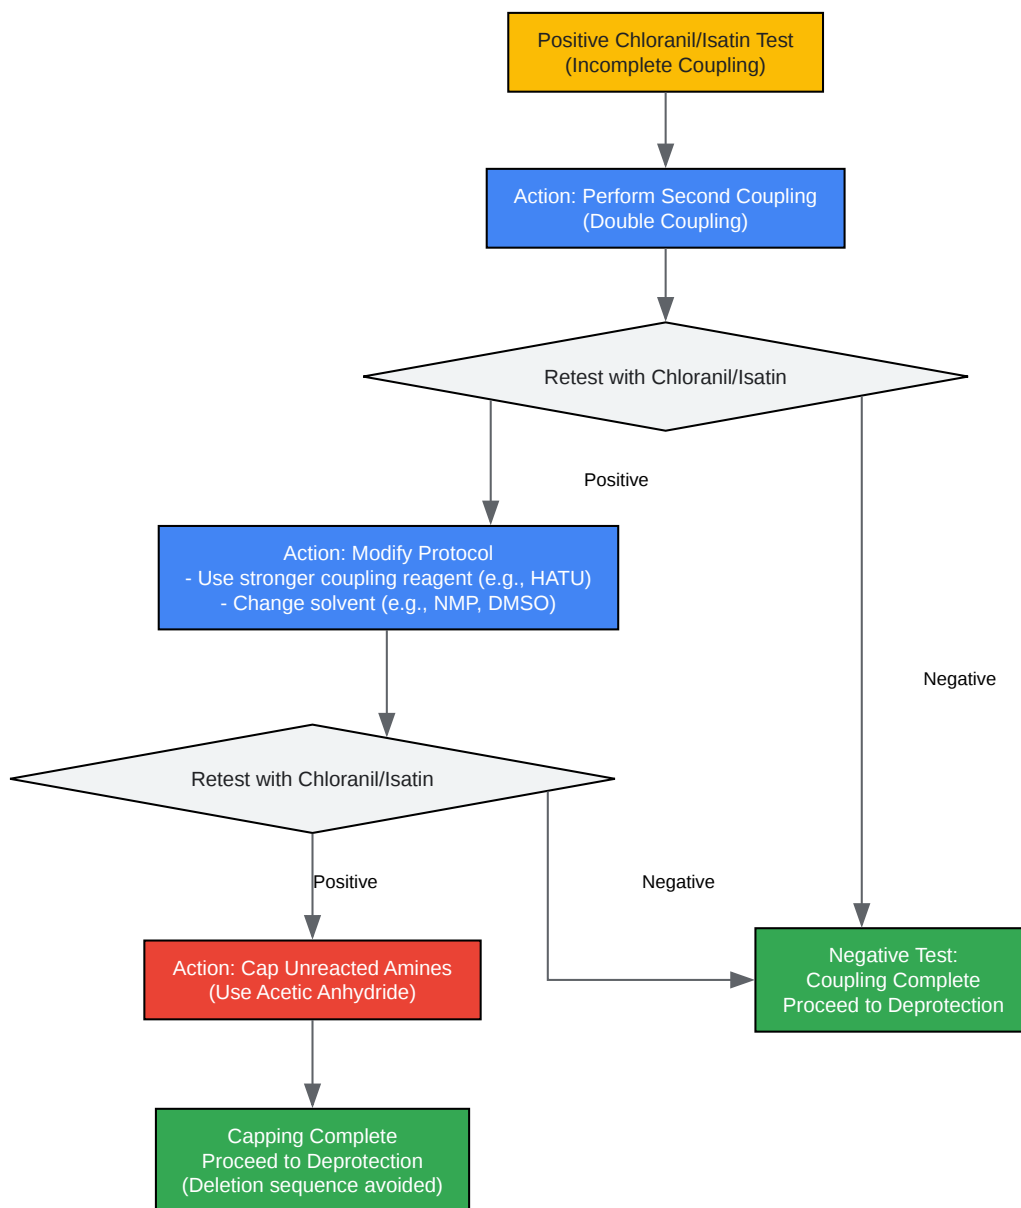 Positive Chloranil/Isatin Test
(Incomplete Coupling)
Action: Perform Second Coupling
(Double Coupling)
Retest with Chloranil/Isatin
Positive
Action: Modify Protocol
- Use stronger coupling reagent (e.g., HATU)
- Change solvent (e.g., NMP, DMSO)
Negative
Retest with Chloranil/Isatin
Positive
Negative
Action: Cap Unreacted Amines
(Use Acetic Anhydride)
Negative Test:
Coupling Complete
Proceed to Deprotection
Capping Complete
Proceed to Deprotection
(Deletion sequence avoided)